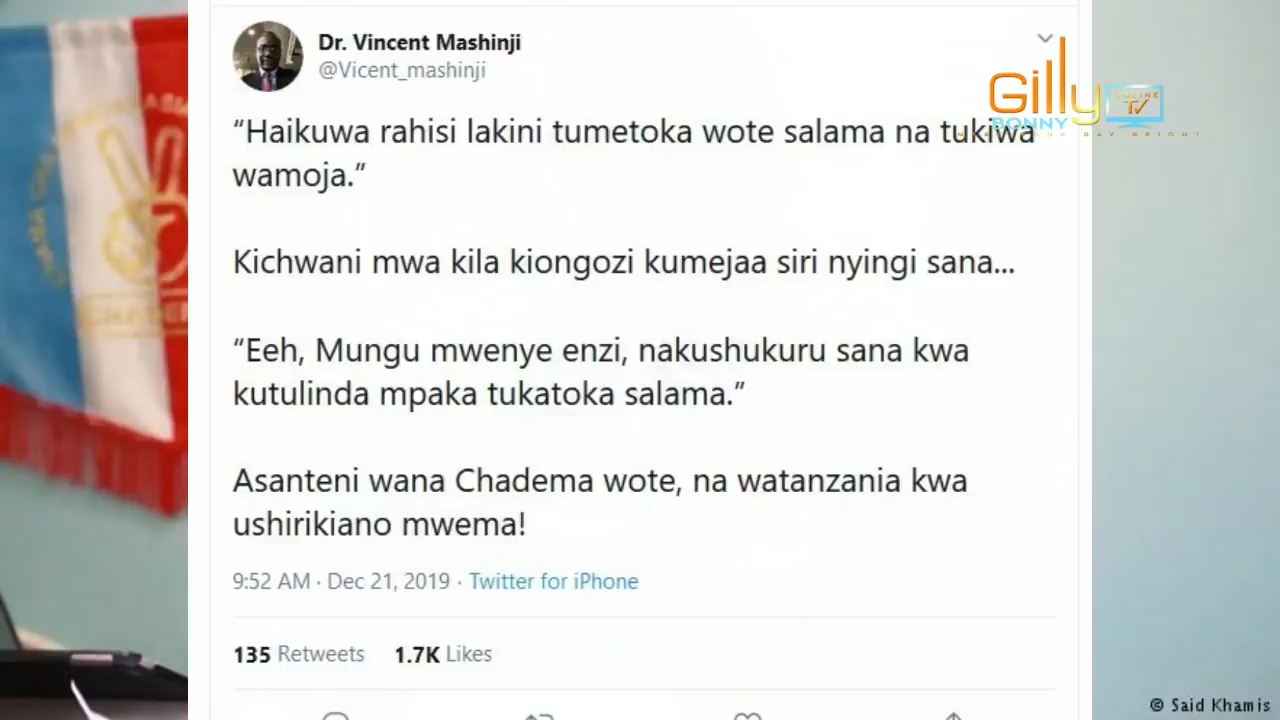 Dr. Vincent Mashinji
@Vicent_mashinji
Gilly
ONLINE
TV
BONNY
“Haikuwa rahisi lakini tumetoka wote salama na tukiwa
wamoja.”
Kichwani mwa kila kiongozi kumejaa siri nyingi sana...
“Eeh, Mungu mwenye enzi, nakushukuru sana kwa
kutulinda mpaka tukatoka salama.”
Asanteni wana Chadema wote, na watanzania kwa
ushirikiano mwema!
9:52 AM · Dec 21, 2019 · Twitter for iPhone
135 Retweets 1.7K Likes
© Said Khamis